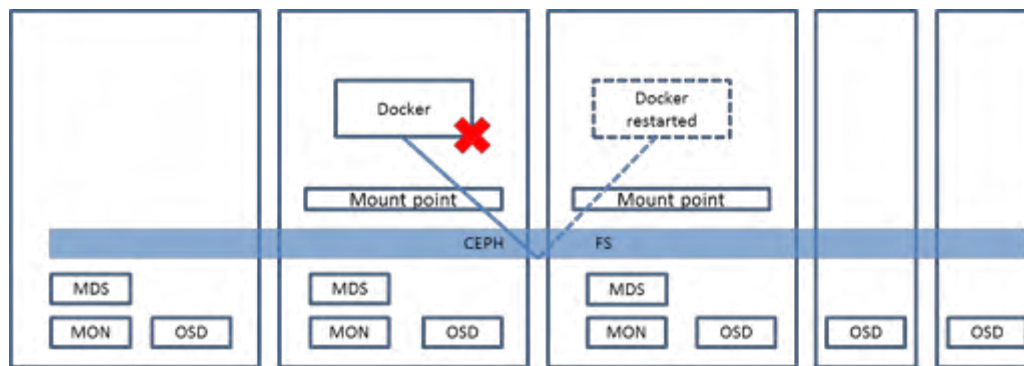 Docker
Docker
restarted
Mount point
Mount point
CEPH
FS
MDS
MDS
MDS
MON
OSD
MON
OSD
MON
OSD
OSD
OSD